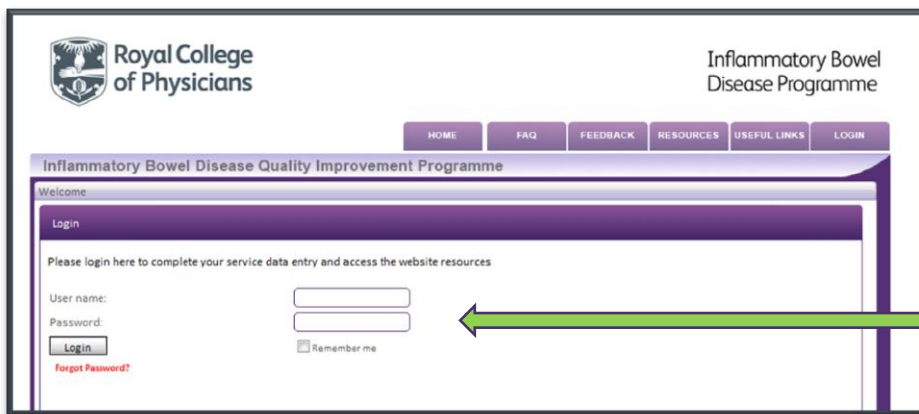 Royal College
of Physicians
Inflammatory Bowel
Disease Programme
HOME FAQ FEEDBACK RESOURCES USEFUL LINKS LOGIN
Inflammatory Bowel Disease Quality Improvement Programme
Welcome
Login
Please login here to complete your service data entry and access the website resources
User name:
Password:
Login Remember me
Forgot Password?